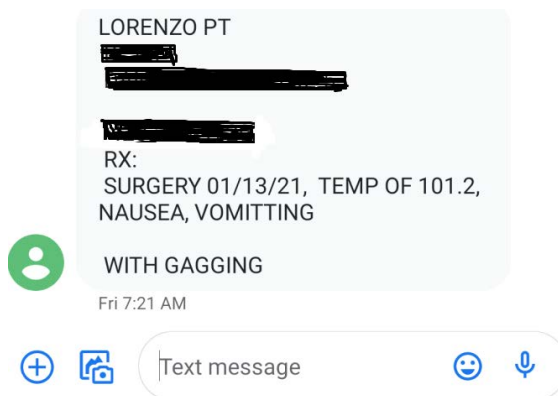 LORENZO PT
RX:
SURGERY 01/13/21, TEMP OF 101.2,
NAUSEA, VOMITTING
WITH GAGGING
Fri 7:21 AM
Text message